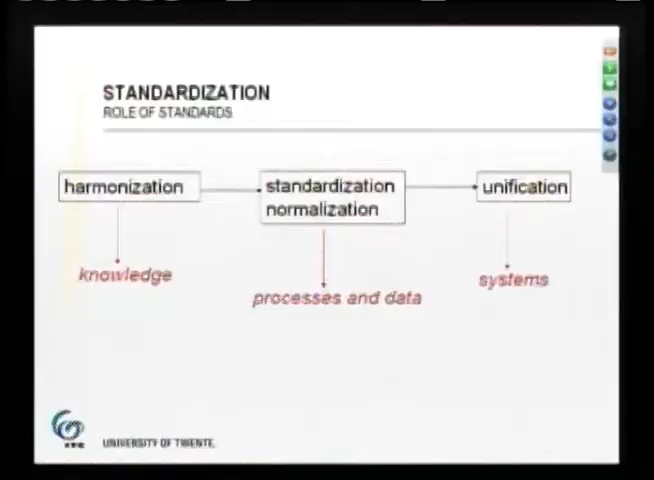 STANDARDIZATION
ROLE OF STANDARDS
harmonization
standardization
normalization
unification
knowledge
processes and data
systems
UNIVERSITY OF TWENTE.